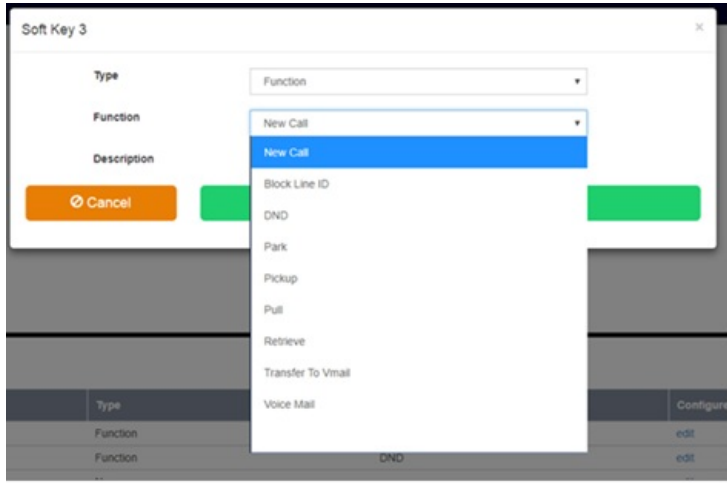 Soft Key 3 ×
Type Function
Function New Call
New Call
Description
Block Line ID
Cancel
DND
Park
Pickup
Pull
Retrieve
Transfer To Vmail
Type Voice Mail Configure
Function edit
Function DND edit